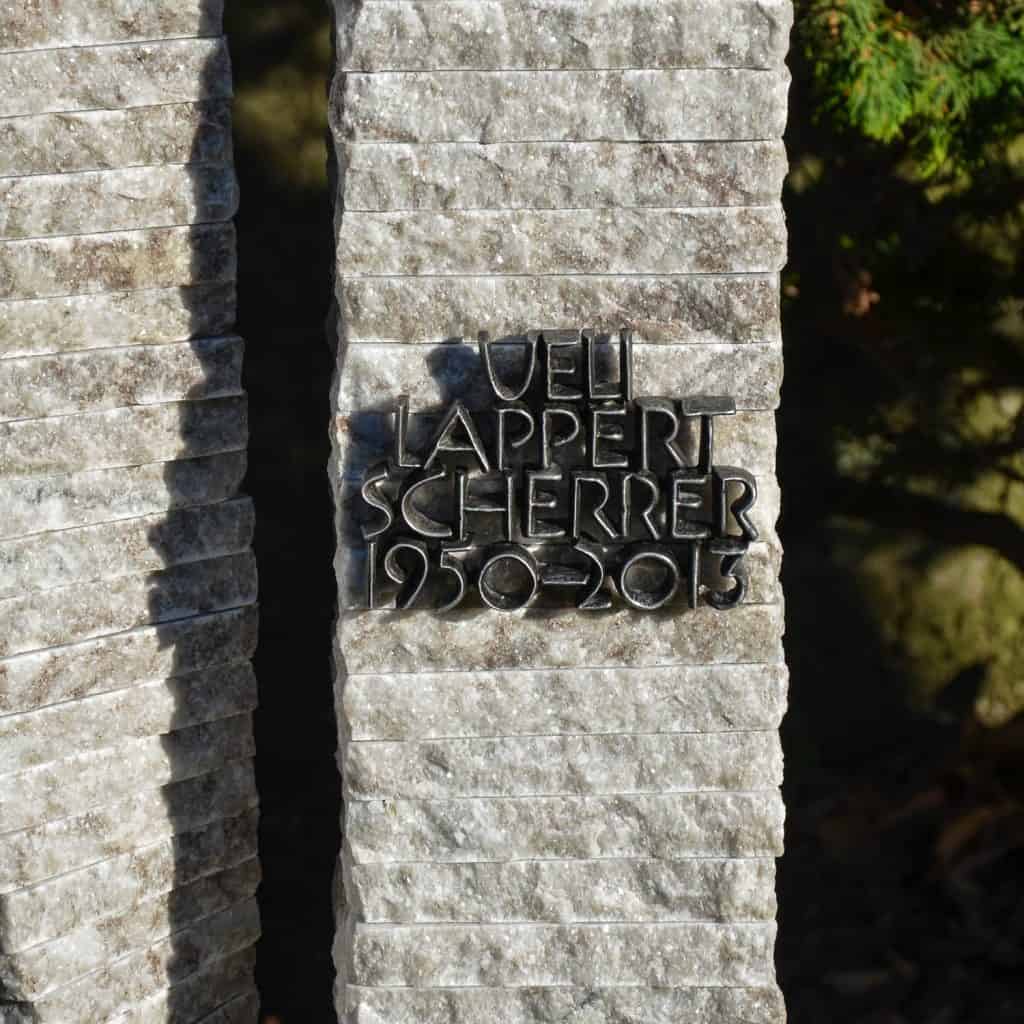 UELI
LAPPERT
SCHERRER
1950–2013